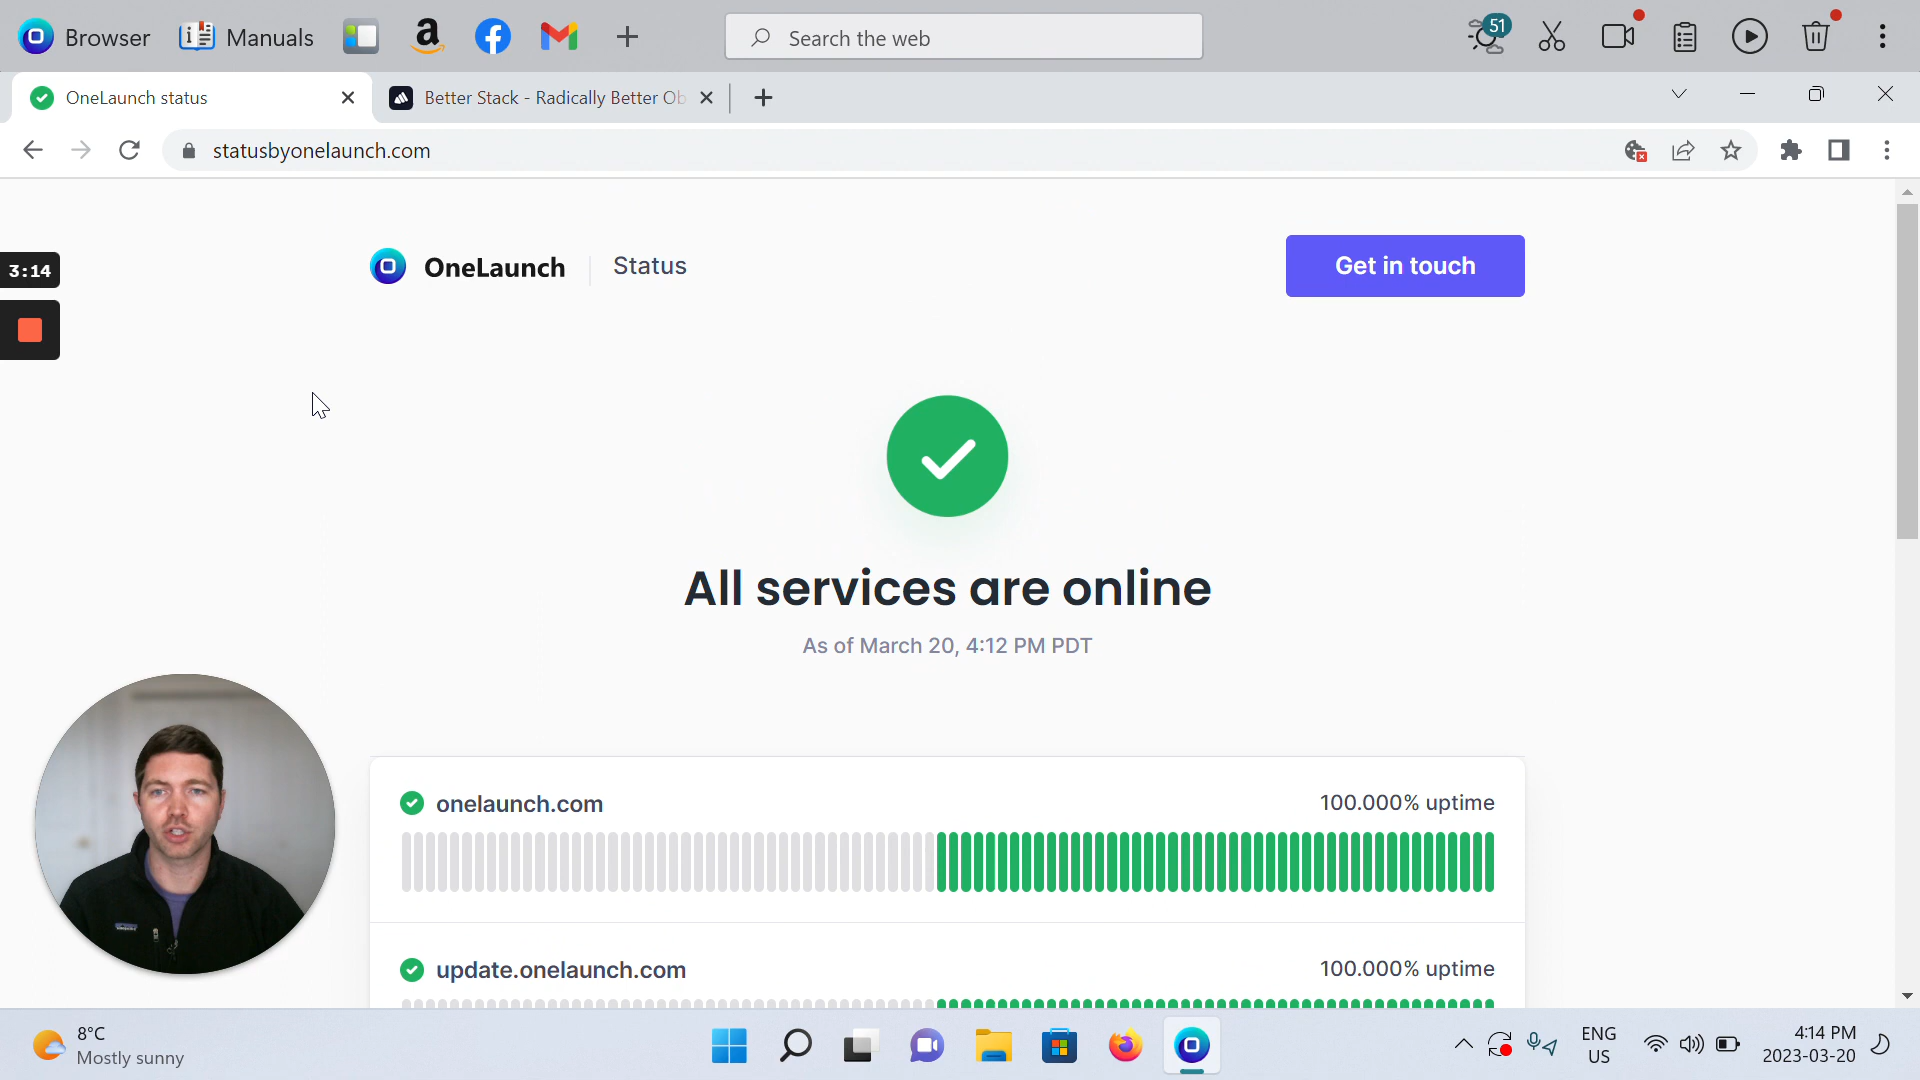 Browser
Manuals
Search the web
51
OneLaunch status
Better Stack - Radically Better Ob
statusbyonelaunch.com
3:14
OneLaunch
Status
Get in touch
All services are online
As of March 20, 4:12 PM PDT
onelaunch.com
100.000% uptime
update.onelaunch.com
100.000% uptime
8°C
Mostly sunny
ENG
US
4:14 PM
2023-03-20